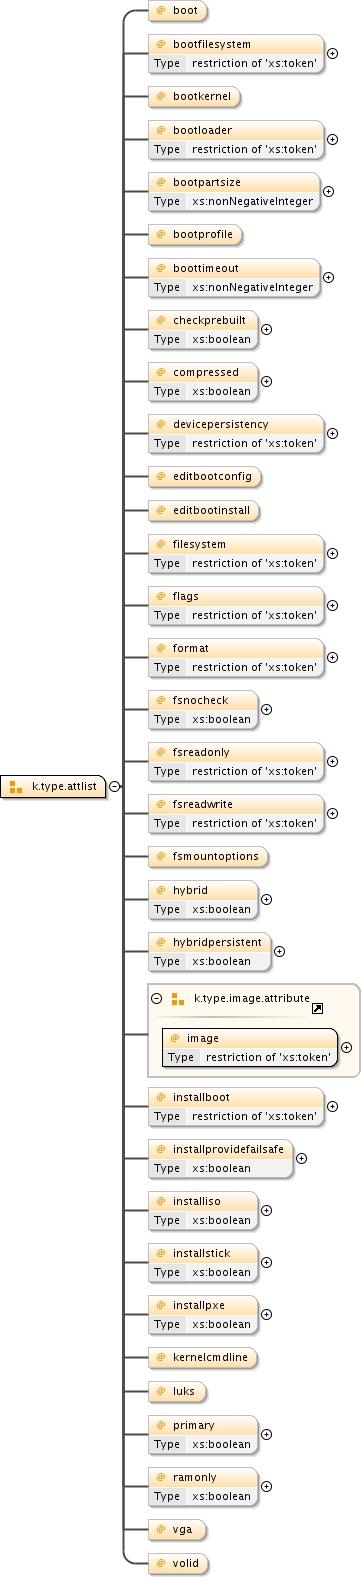 @ boot
@ bootfilesystem
Type restriction of 'xs:token'
@ bootkernel
@ bootloader
Type restriction of 'xs:token'
@ bootpartsize
Type xs:nonNegativeInteger
@ bootprofile
@ boottimeout
Type xs:nonNegativeInteger
@ checkprebuilt
Type xs:boolean
@ compressed
Type xs:boolean
@ devicepersistency
Type restriction of 'xs:token'
@ editbootconfig
@ editbootinstall
@ filesystem
Type restriction of 'xs:token'
@ flags
Type restriction of 'xs:token'
@ format
Type restriction of 'xs:token'
@ fsnocheck
Type xs:boolean
@ fsreadonly
Type restriction of 'xs:token'
k.type.attlist
@ fsreadwrite
Type restriction of 'xs:token'
@ fsmountoptions
@ hybrid
Type xs:boolean
@ hybridpersistent
Type xs:boolean
k.type.image.attribute
@ image
Type restriction of 'xs:token'
@ installboot
Type restriction of 'xs:token'
@ installprovidefailsafe
Type xs:boolean
@ installiso
Type xs:boolean
@ installstick
Type xs:boolean
@ installpxe
Type xs:boolean
@ kernelcmdline
@ luks
@ primary
Type xs:boolean
@ ramonly
Type xs:boolean
@ vga
@ volid